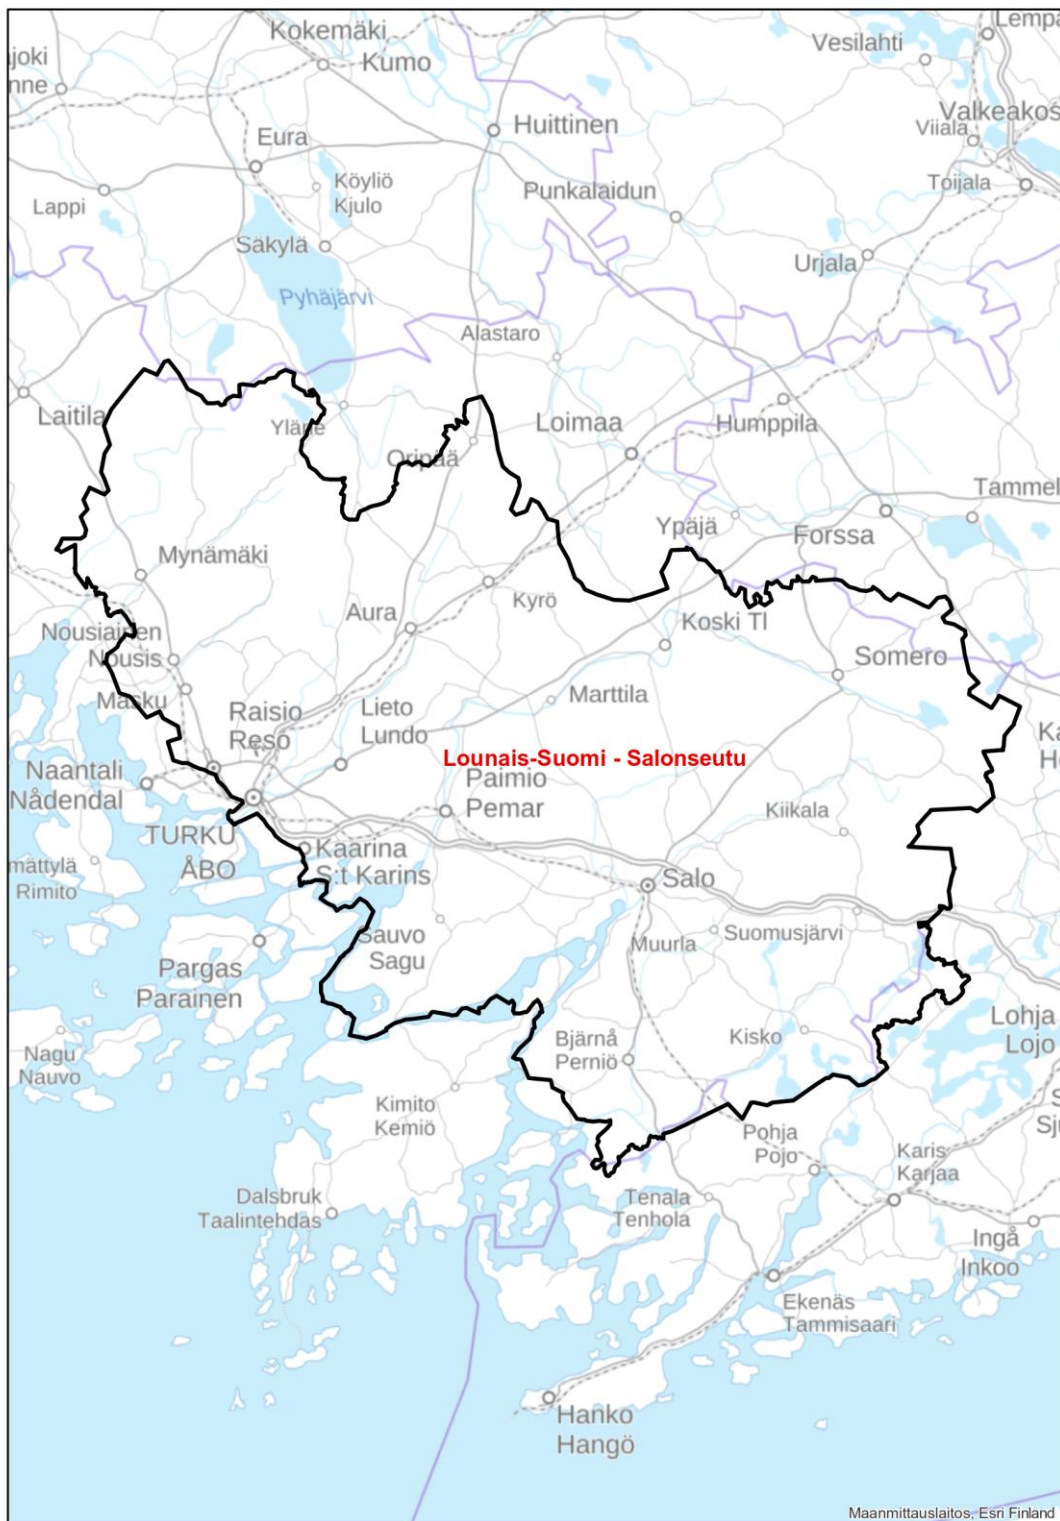 Kokemäki
Kumo
Vesilahti
Valkeakos
Viiala
Toijala
Huittinen
Eura
Köyliö
Kjulo
Lappi
Punkalaidun
Säkylä
Urjala
Pyhäjärvi
Alastaro
Laitila
Yläne
Oripää
Loimaa
Humppila
Tammel
Ypäjä
Forssa
Mynämäki
Kyrö
Aura
Koski Tl
Nousiainen
Nousis
Somero
Masku
Marttila
Raisio
Reso
Lieto
Lundo
Lounais-Suomi - Salonseutu
Naantali
Nådendal
Paimio
Pemar
Kiikala
TURKU
ÅBO
Kaarina
S:t Karins
mättylä
Rimito
Salo
Sauvo
Sagu
Muurla
Suomusjärvi
Pargas
Parainen
Lohja
Lojo
Nagu
Nauvo
Bjärnå
Perniö
Kisko
Kimito
Kemiö
Pohja
Pojo
Karis
Karjaa
Dalsbruk
Taalintehdas
Tenala
Tenhola
Ingå
Inkoo
Ekenäs
Tammisaari
Hanko
Hangö
Maanmittauslaitos, Esri Finland